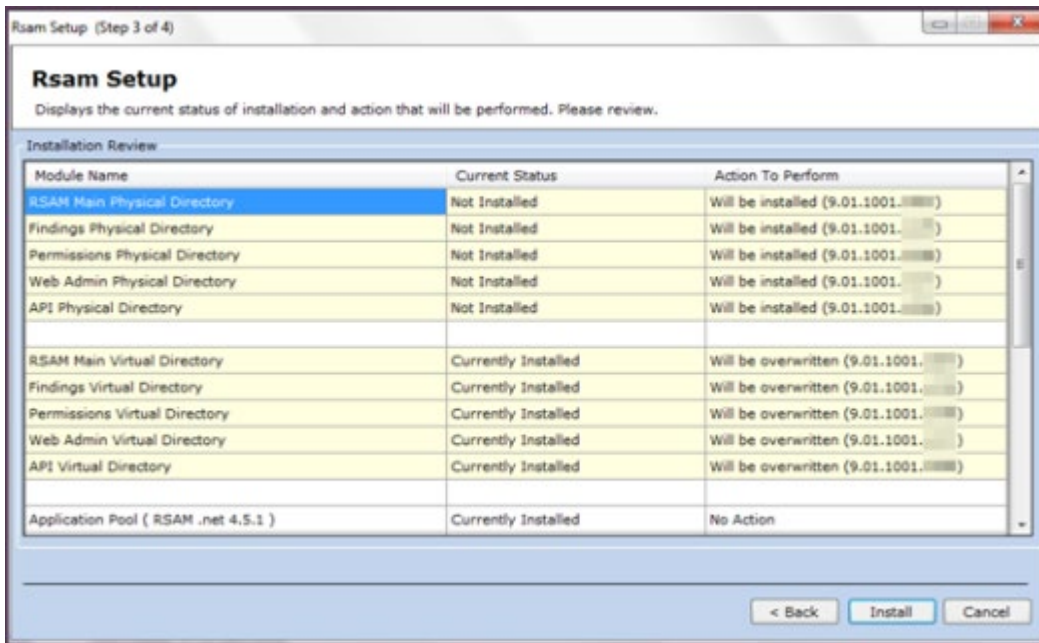 Rsam Setup (Step 3 of 4)
Rsam Setup
Displays the current status of installation and action that will be performed. Please review.
Installation Review
Module Name Current Status Action To Perform
RSAM Main Physical Directory Not Installed Will be installed (9.01.1001. )
Findings Physical Directory Not Installed Will be installed (9.01.1001. )
Permissions Physical Directory Not Installed Will be installed (9.01.1001. )
Web Admin Physical Directory Not Installed Will be installed (9.01.1001. )
API Physical Directory Not Installed Will be installed (9.01.1001. )
RSAM Main Virtual Directory Currently Installed Will be overwritten (9.01.1001. )
Findings Virtual Directory Currently Installed Will be overwritten (9.01.1001. )
Permissions Virtual Directory Currently Installed Will be overwritten (9.01.1001. )
Web Admin Virtual Directory Currently Installed Will be overwritten (9.01.1001. )
API Virtual Directory Currently Installed Will be overwritten (9.01.1001. )
Application Pool ( RSAM .net 4.5.1 ) Currently Installed No Action
< Back Install Cancel